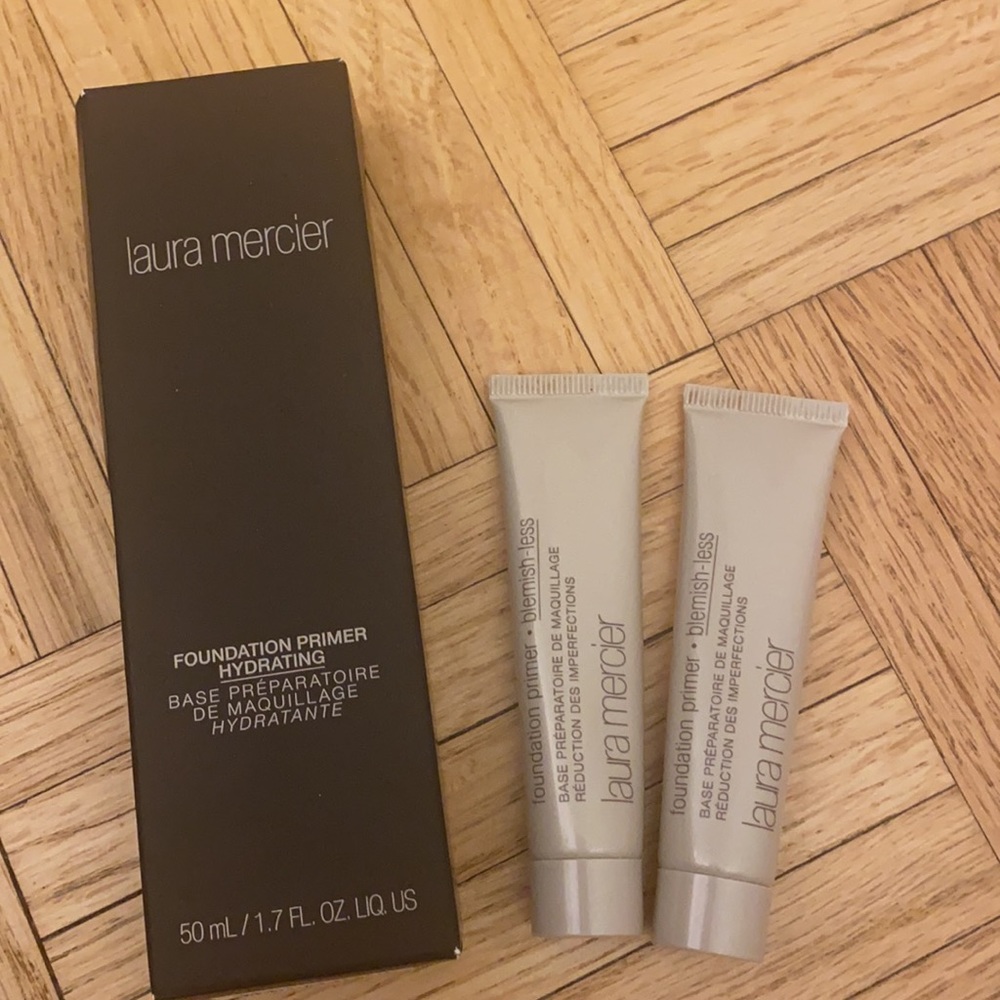 laura mercier
FOUNDATION PRIMER
HYDRATING
BASE PRÉPARATOIRE
DE MAQUILLAGE
HYDRATANTE
50 mL / 1.7 FL. OZ. LIQ. US
foundation primer • blemish-less
BASE PRÉPARATOIRE DE MAQUILLAGE
RÉDUCTION DES IMPERFECTIONS
laura mercier
foundation primer • blemish-less
BASE PRÉPARATOIRE DE MAQUILLAGE
RÉDUCTION DES IMPERFECTIONS
laura mercier